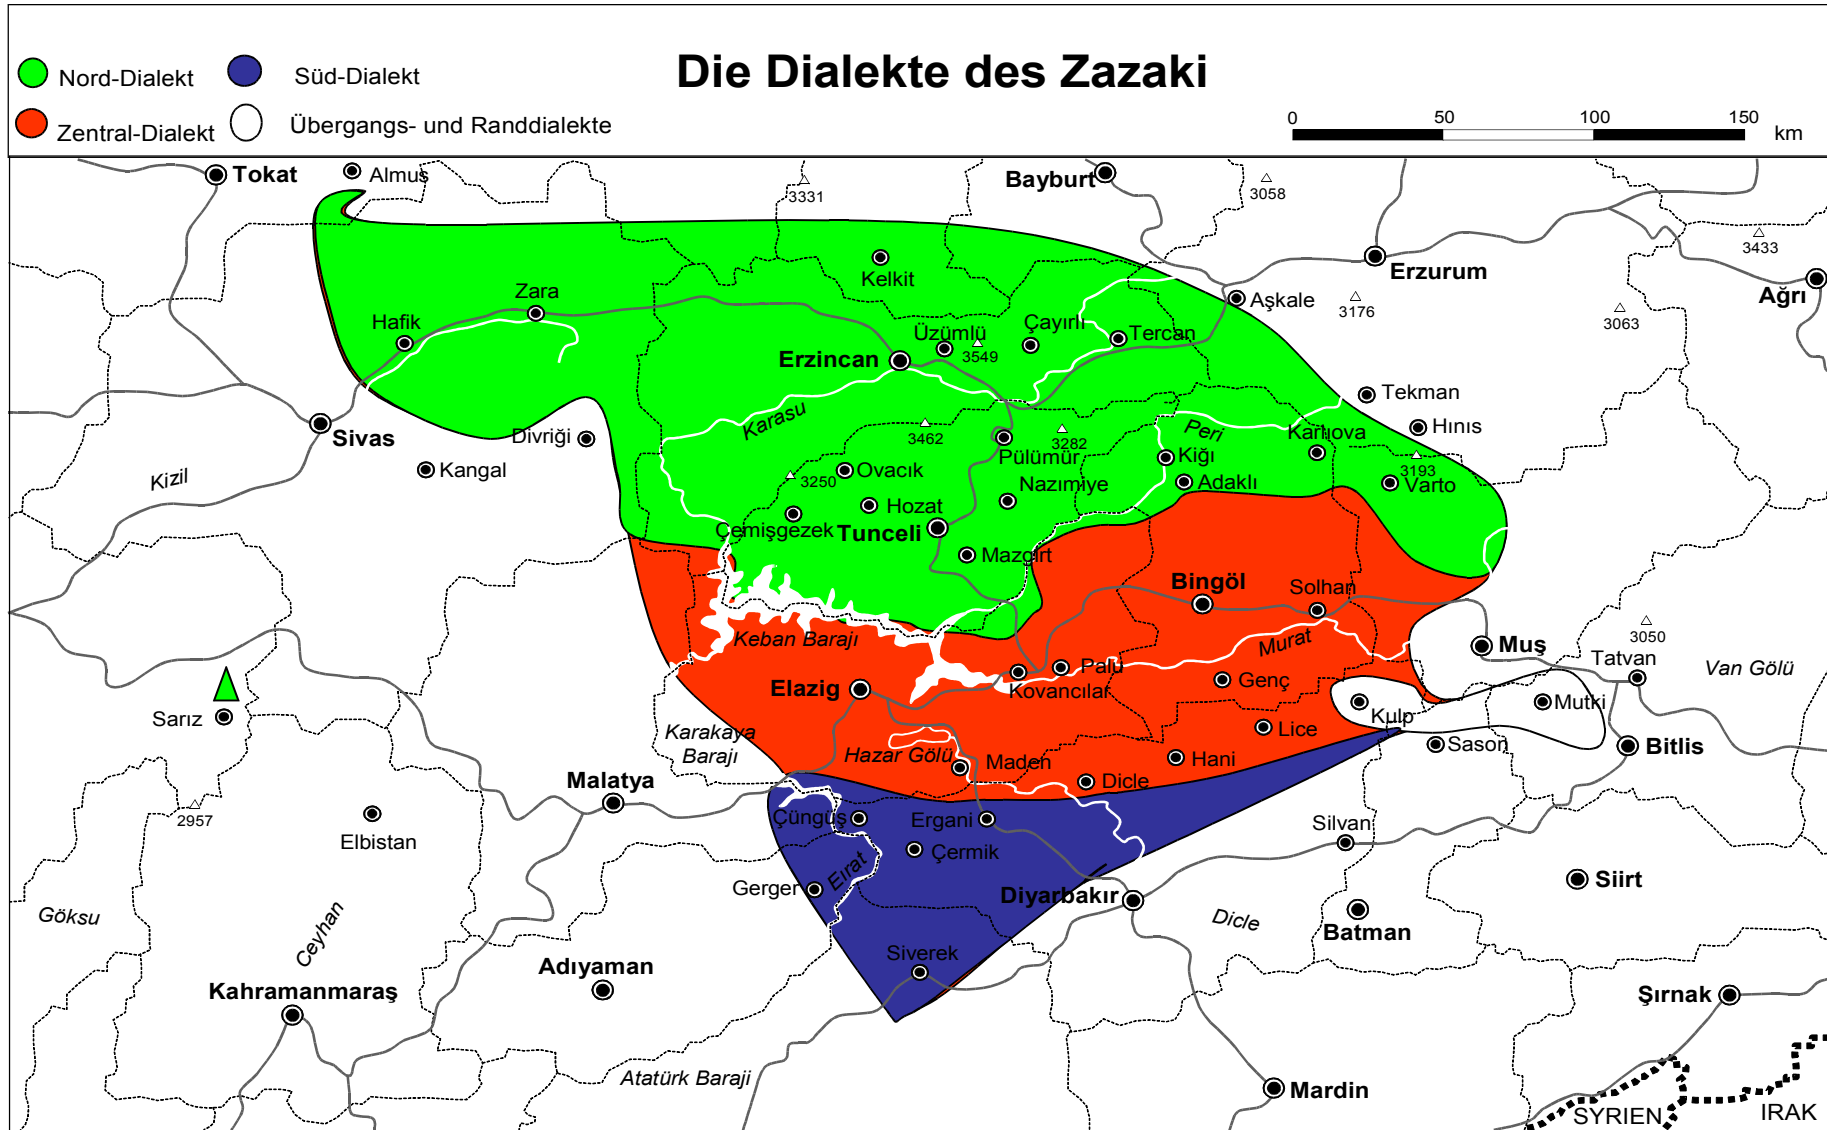 Die Dialekte des Zazaki
Nord-Dialekt
Süd-Dialekt
Zentral-Dialekt
Übergangs- und Randdialekte
0 50 100 150 km
Tokat
Almus
3331
Bayburt
3058
3433
Erzurum
Ağrı
Kelkit
Zara
Aşkale
3176
3063
Hafik
Üzümlü
3549
Çayırlı
Tercan
Erzincan
Tekman
Karasu
Sivas
Divriği
3462
3282
Peri
Karlıova
Hınıs
Kangal
Kizil
3250
Ovacık
Pülümür
Kiğı
3193
Adaklı
Varto
Nazımiye
Hozat
Çemişgezek
Tunceli
Mazgirt
Bingöl
Solhan
Keban Barajı
Murat
Muş
3050
Tatvan
Van Gölü
Palu
Kovancılar
Genç
Elazig
Sarız
Kulp
Mutki
Karakaya
Barajı
Hazar Gölü
Lice
Sason
Bitlis
Maden
Hani
Dicle
Malatya
2957
Elbistan
Çüngüş
Ergani
Silvan
Çermik
Gerger
Eırat
Siirt
Diyarbakır
Göksu
Ceyhan
Dicle
Batman
Siverek
Adıyaman
Kahramanmaraş
Şırnak
Atatürk Baraji
Mardin
SYRIEN
IRAK